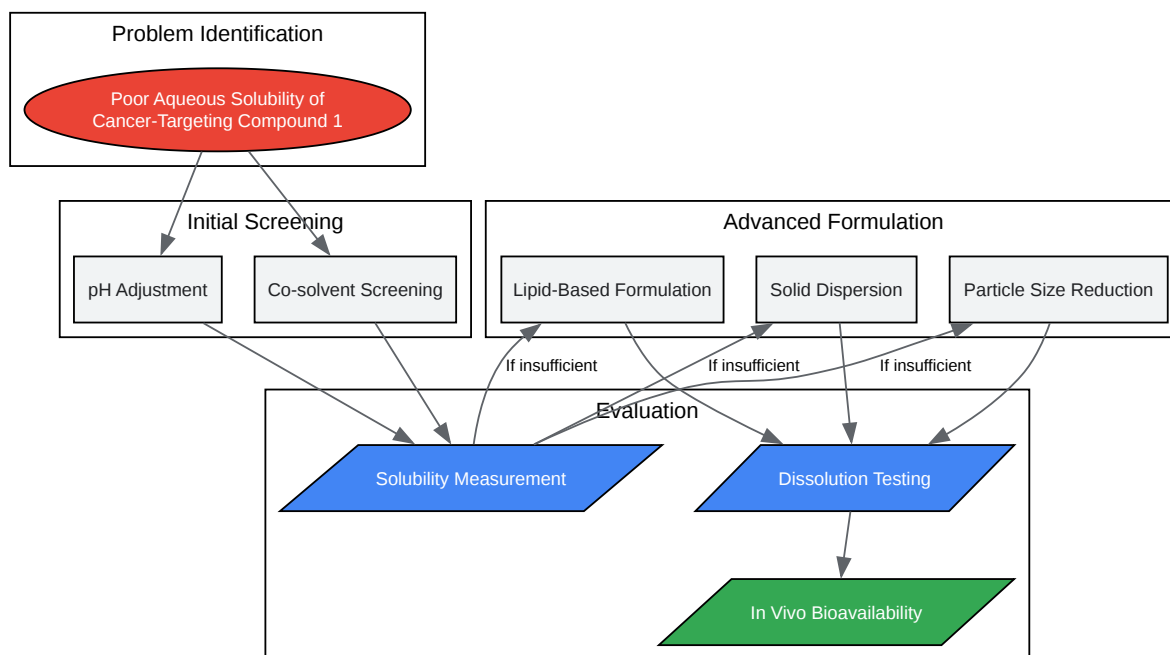 Problem Identification
Poor Aqueous Solubility of
Cancer-Targeting Compound 1
Initial Screening
Advanced Formulation
pH Adjustment
Co-solvent Screening
Lipid-Based Formulation
Solid Dispersion
Particle Size Reduction
If insufficient
If insufficient
If insufficient
Evaluation
Solubility Measurement
Dissolution Testing
In Vivo Bioavailability